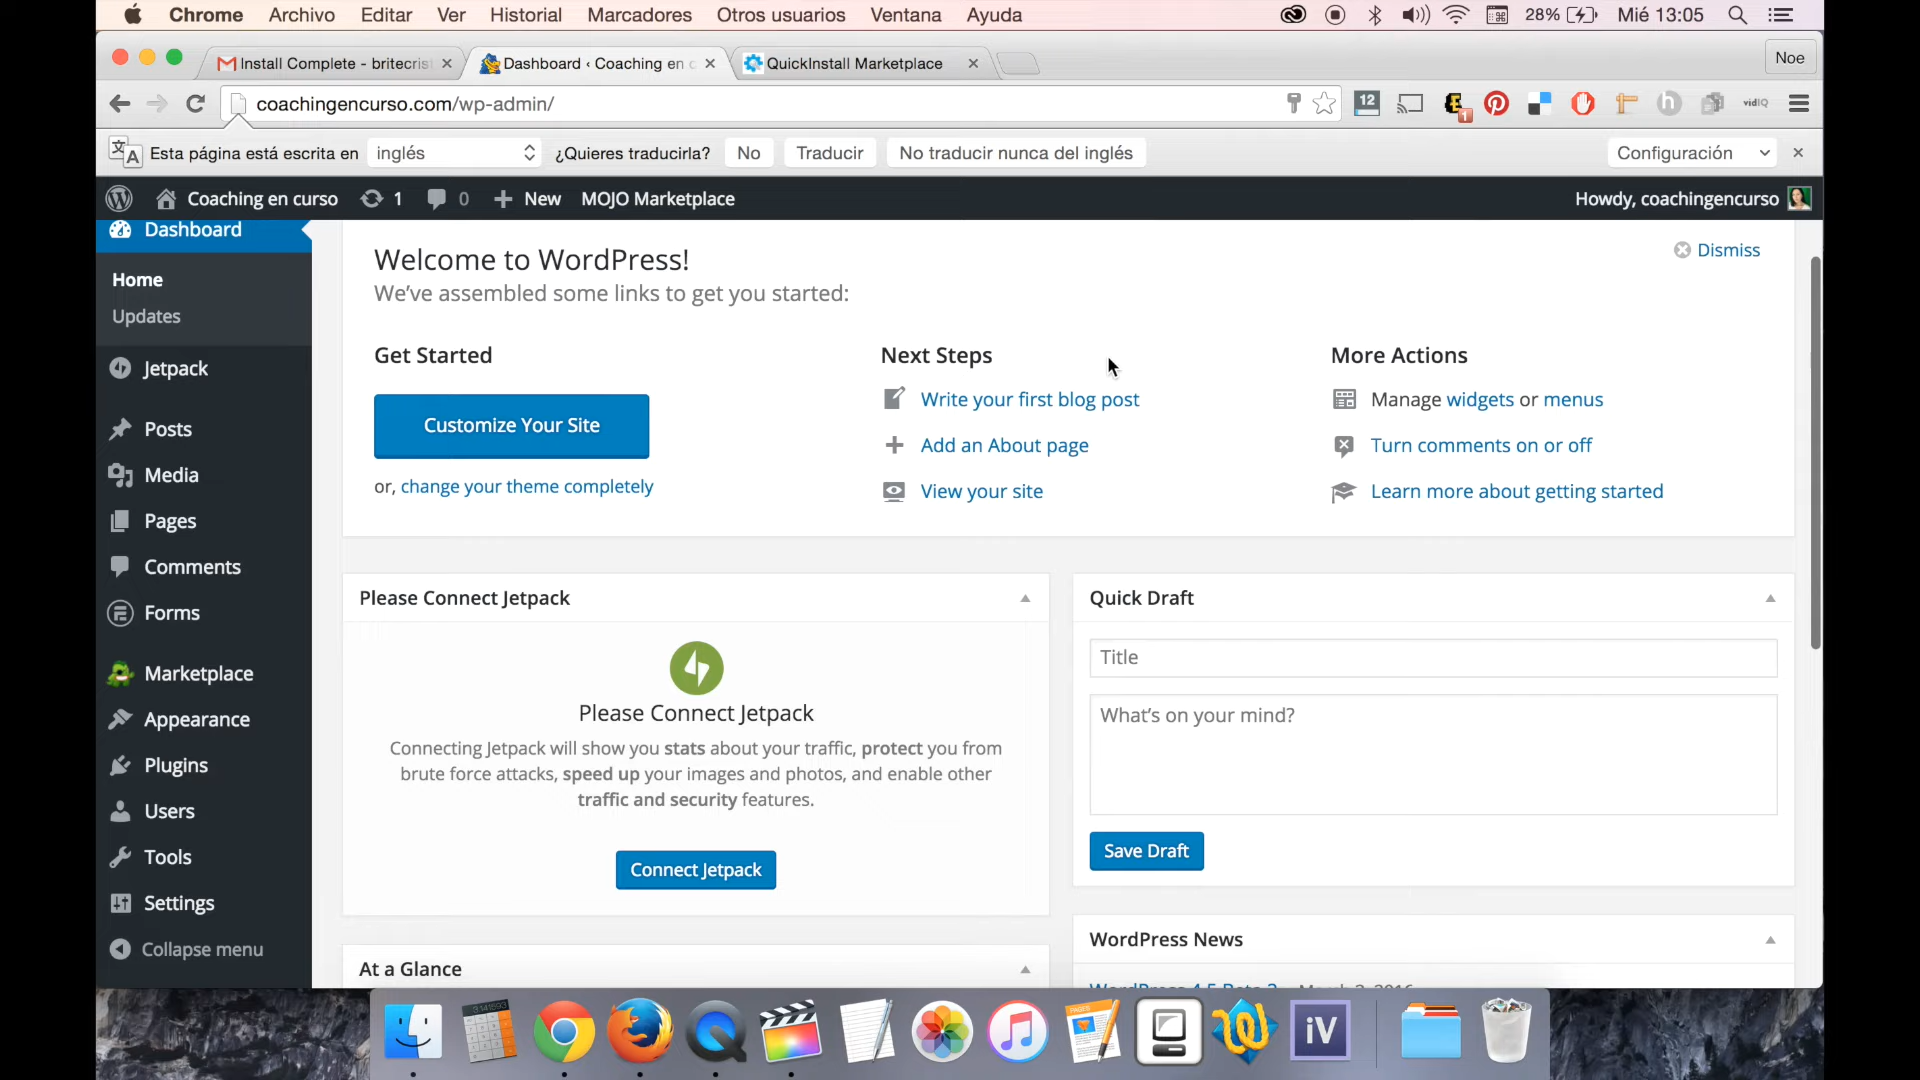 Chrome Archivo Editar Ver Historial Marcadores Otros usuarios Ventana Ayuda 28% Mié 13:05
Install Complete - britecris Dashboard ‹ Coaching en c QuickInstall Marketplace Noe
coachingencurso.com/wp-admin/ 12 1 h vidIQ
Esta página está escrita en inglés ¿Quieres traducirla? No Traducir No traducir nunca del inglés Configuración
Coaching en curso 1 0 New MOJO Marketplace Howdy, coachingencurso
Dashboard
Home
Updates
Jetpack
Posts
Media
Pages
Comments
Forms
Marketplace
Appearance
Plugins
Users
Tools
Settings
Collapse menu
Welcome to WordPress!
Dismiss
We've assembled some links to get you started:
Get Started
Customize Your Site
or, change your theme completely
Next Steps
Write your first blog post
Add an About page
View your site
More Actions
Manage widgets or menus
Turn comments on or off
Learn more about getting started
Please Connect Jetpack
Please Connect Jetpack
Connecting Jetpack will show you stats about your traffic, protect you from
brute force attacks, speed up your images and photos, and enable other
traffic and security features.
Connect Jetpack
At a Glance
Quick Draft
Title
What's on your mind?
Save Draft
WordPress News
PAGES
iV